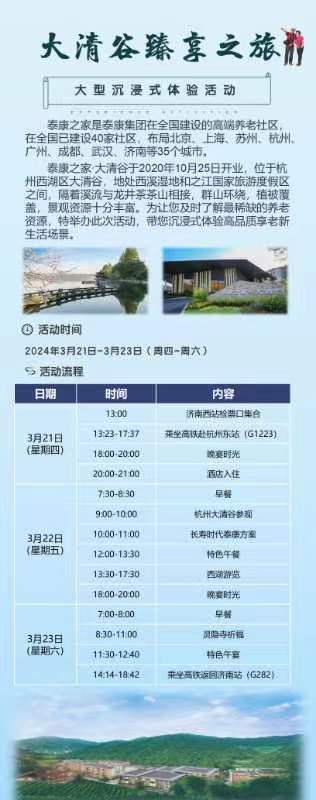 大清谷臻享之旅
大型沉浸式体验活动
泰康之家是泰康集团在全国建设的高端养老社区，
在全国已建设40家社区，布局北京、上海、苏州、杭州、
广州、成都、武汉、济南等35个城市。
泰康之家·大清谷于2020年10月25日开业，位于杭
州西湖区大清谷，地处西溪湿地和之江国家旅游度假区
之间，隔着溪流与龙井茶茶山相接，群山环绕，植被覆
盖，景观资源十分丰富。为让您及时了解最稀缺的养老
资源，特举办此次活动，带您沉浸式体验高品质享老新
生活场景。
活动时间
2024年3月21日-3月23日（周四-周六）
活动流程
日期 时间 内容
3月21日
（星期四）
13:00 济南西站检票口集合
13:23-17:37 乘坐高铁赴杭州东站（G1223）
18:00-20:00 晚宴时光
20:00-21:00 酒店入住
3月22日
（星期五）
7:30-8:30 早餐
9:00-10:00 杭州大清谷参观
10:00-11:00 长寿时代泰康方案
12:00-13:30 特色午餐
13:30-17:30 西湖游览
18:00-20:00 晚宴时光
3月23日
（星期六）
7:00-8:00 早餐
8:30-11:00 灵隐寺祈福
11:30-12:40 特色午宴
14:14-18:42 乘坐高铁返回济南站（G282）